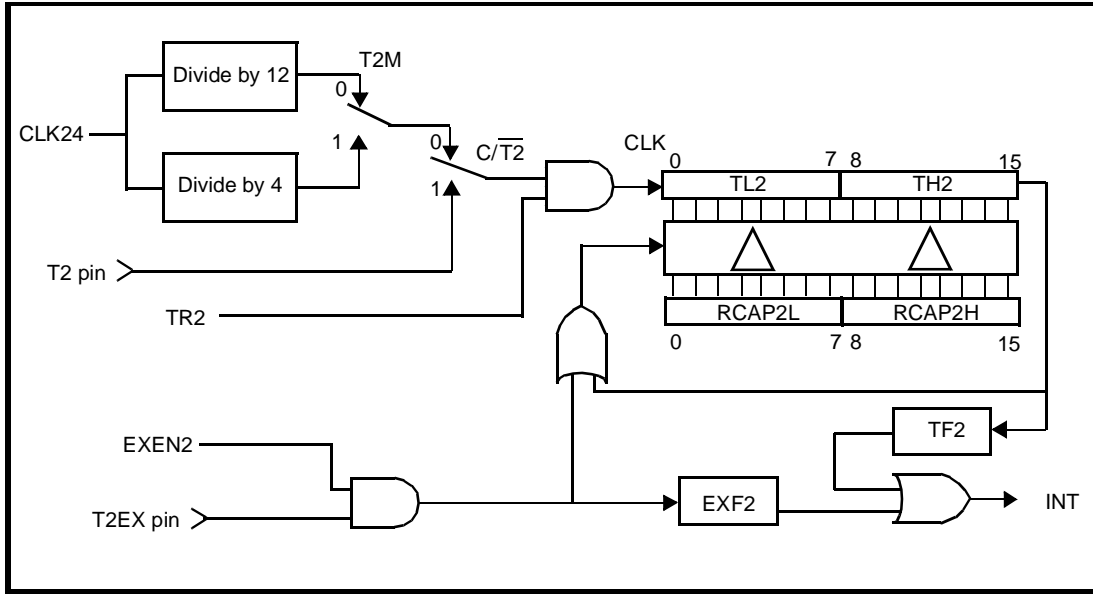 Divide by 12
T2M
0
CLK24
1
Divide by 4
0
C/T2
1
CLK
0
7 8
15
TL2
TH2
T2 pin
TR2
RCAP2L
RCAP2H
0
7 8
15
TF2
EXEN2
T2EX pin
EXF2
INT